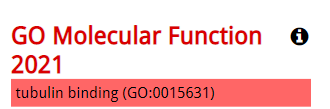 GO Molecular Function
2021
tubulin binding (GO:0015631)